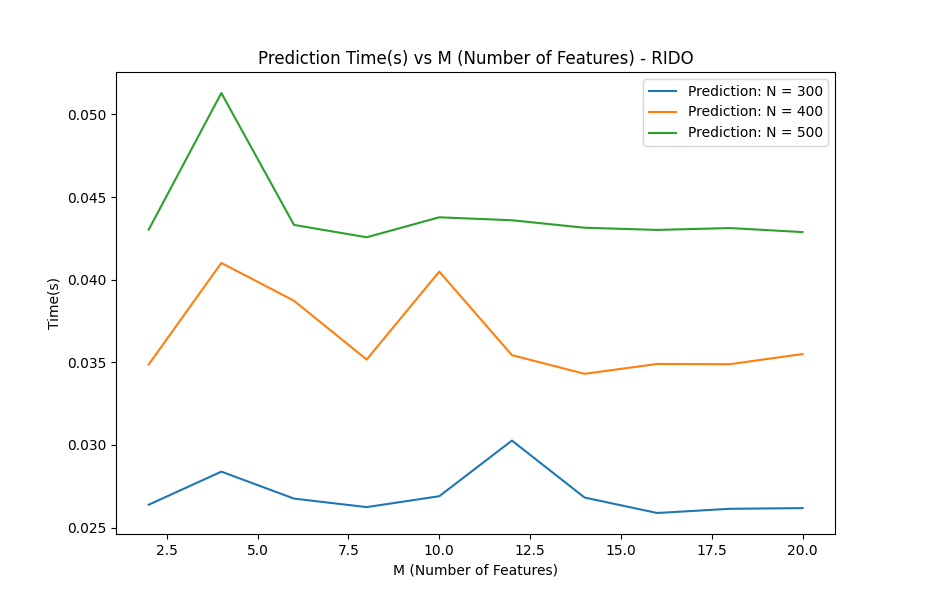 Prediction Time(s) vs M (Number of Features) - RIDO
Prediction: N = 300
Prediction: N = 400
Prediction: N = 500
0.050
0.045
0.040
0.035
0.030
0.025
Time(s)
2.5 5.0 7.5 10.0 12.5 15.0 17.5 20.0
M (Number of Features)